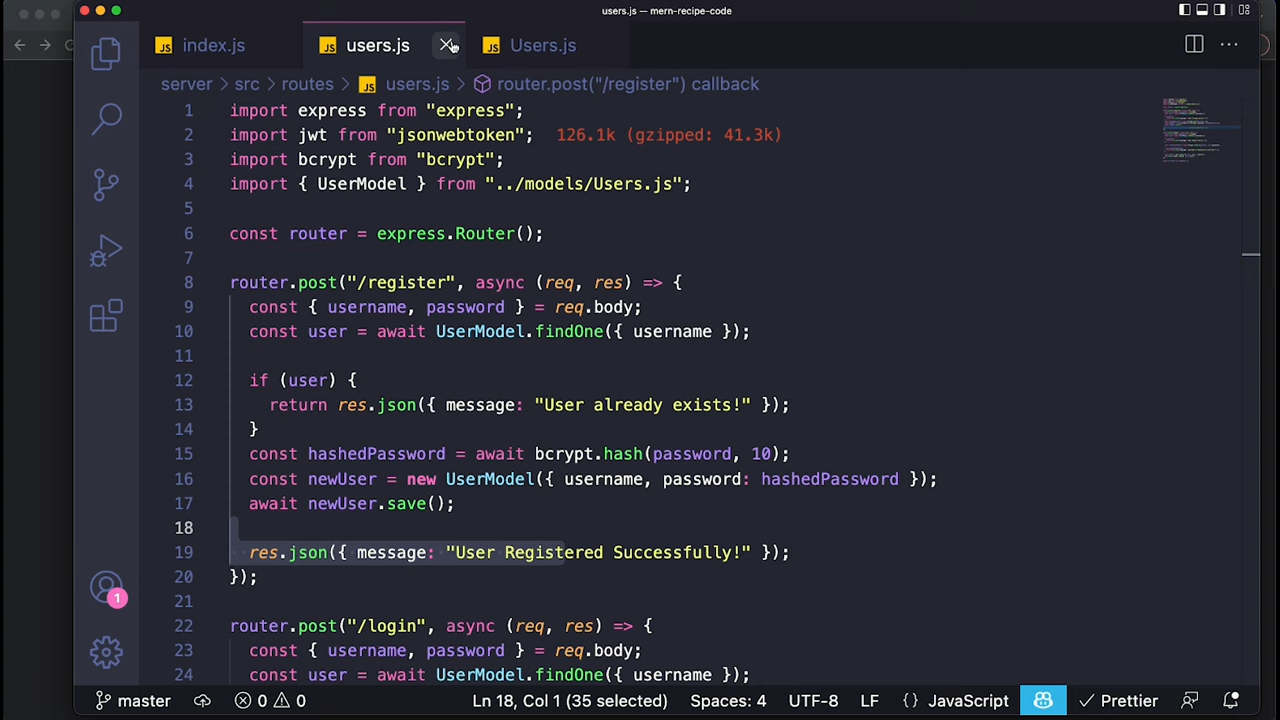 users.js - mern-recipe-code
JS index.js
JS users.js
JS Users.js
server > src > routes > JS users.js > router.post("/register") callback
1 import express from "express";
2 import jwt from "jsonwebtoken"; 126.1k (gzipped: 41.3k)
3 import bcrypt from "bcrypt";
4 import { UserModel } from "../models/Users.js";
5
6 const router = express.Router();
7
8 router.post("/register", async (req, res) => {
9 const { username, password } = req.body;
10 const user = await UserModel.findOne({ username });
11
12 if (user) {
13 return res.json({ message: "User already exists!" });
14 }
15 const hashedPassword = await bcrypt.hash(password, 10);
16 const newUser = new UserModel({ username, password: hashedPassword });
17 await newUser.save();
18
19 res.json({ message: "User Registered Successfully!" });
20 });
21
22 router.post("/login", async (req, res) => {
23 const { username, password } = req.body;
24 const user = await UserModel.findOne({ username });
1
master 0 0 Ln 18, Col 1 (35 selected) Spaces: 4 UTF-8 LF {} JavaScript Prettier